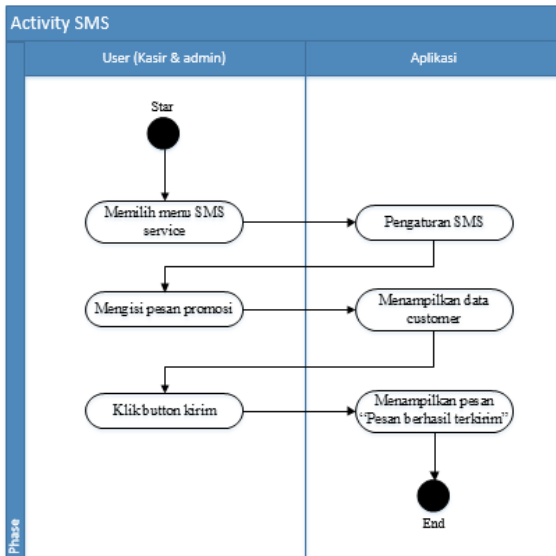 Activity SMS
User (Kasir & admin)
Aplikasi
Star
Memilih menu SMS
service
Pengaturan SMS
Mengisi pesan promosi
Menampilkan data
customer
Klik button kirim
Menampilkan pesan
“Pesan berhasil terkirim”
End
Phase